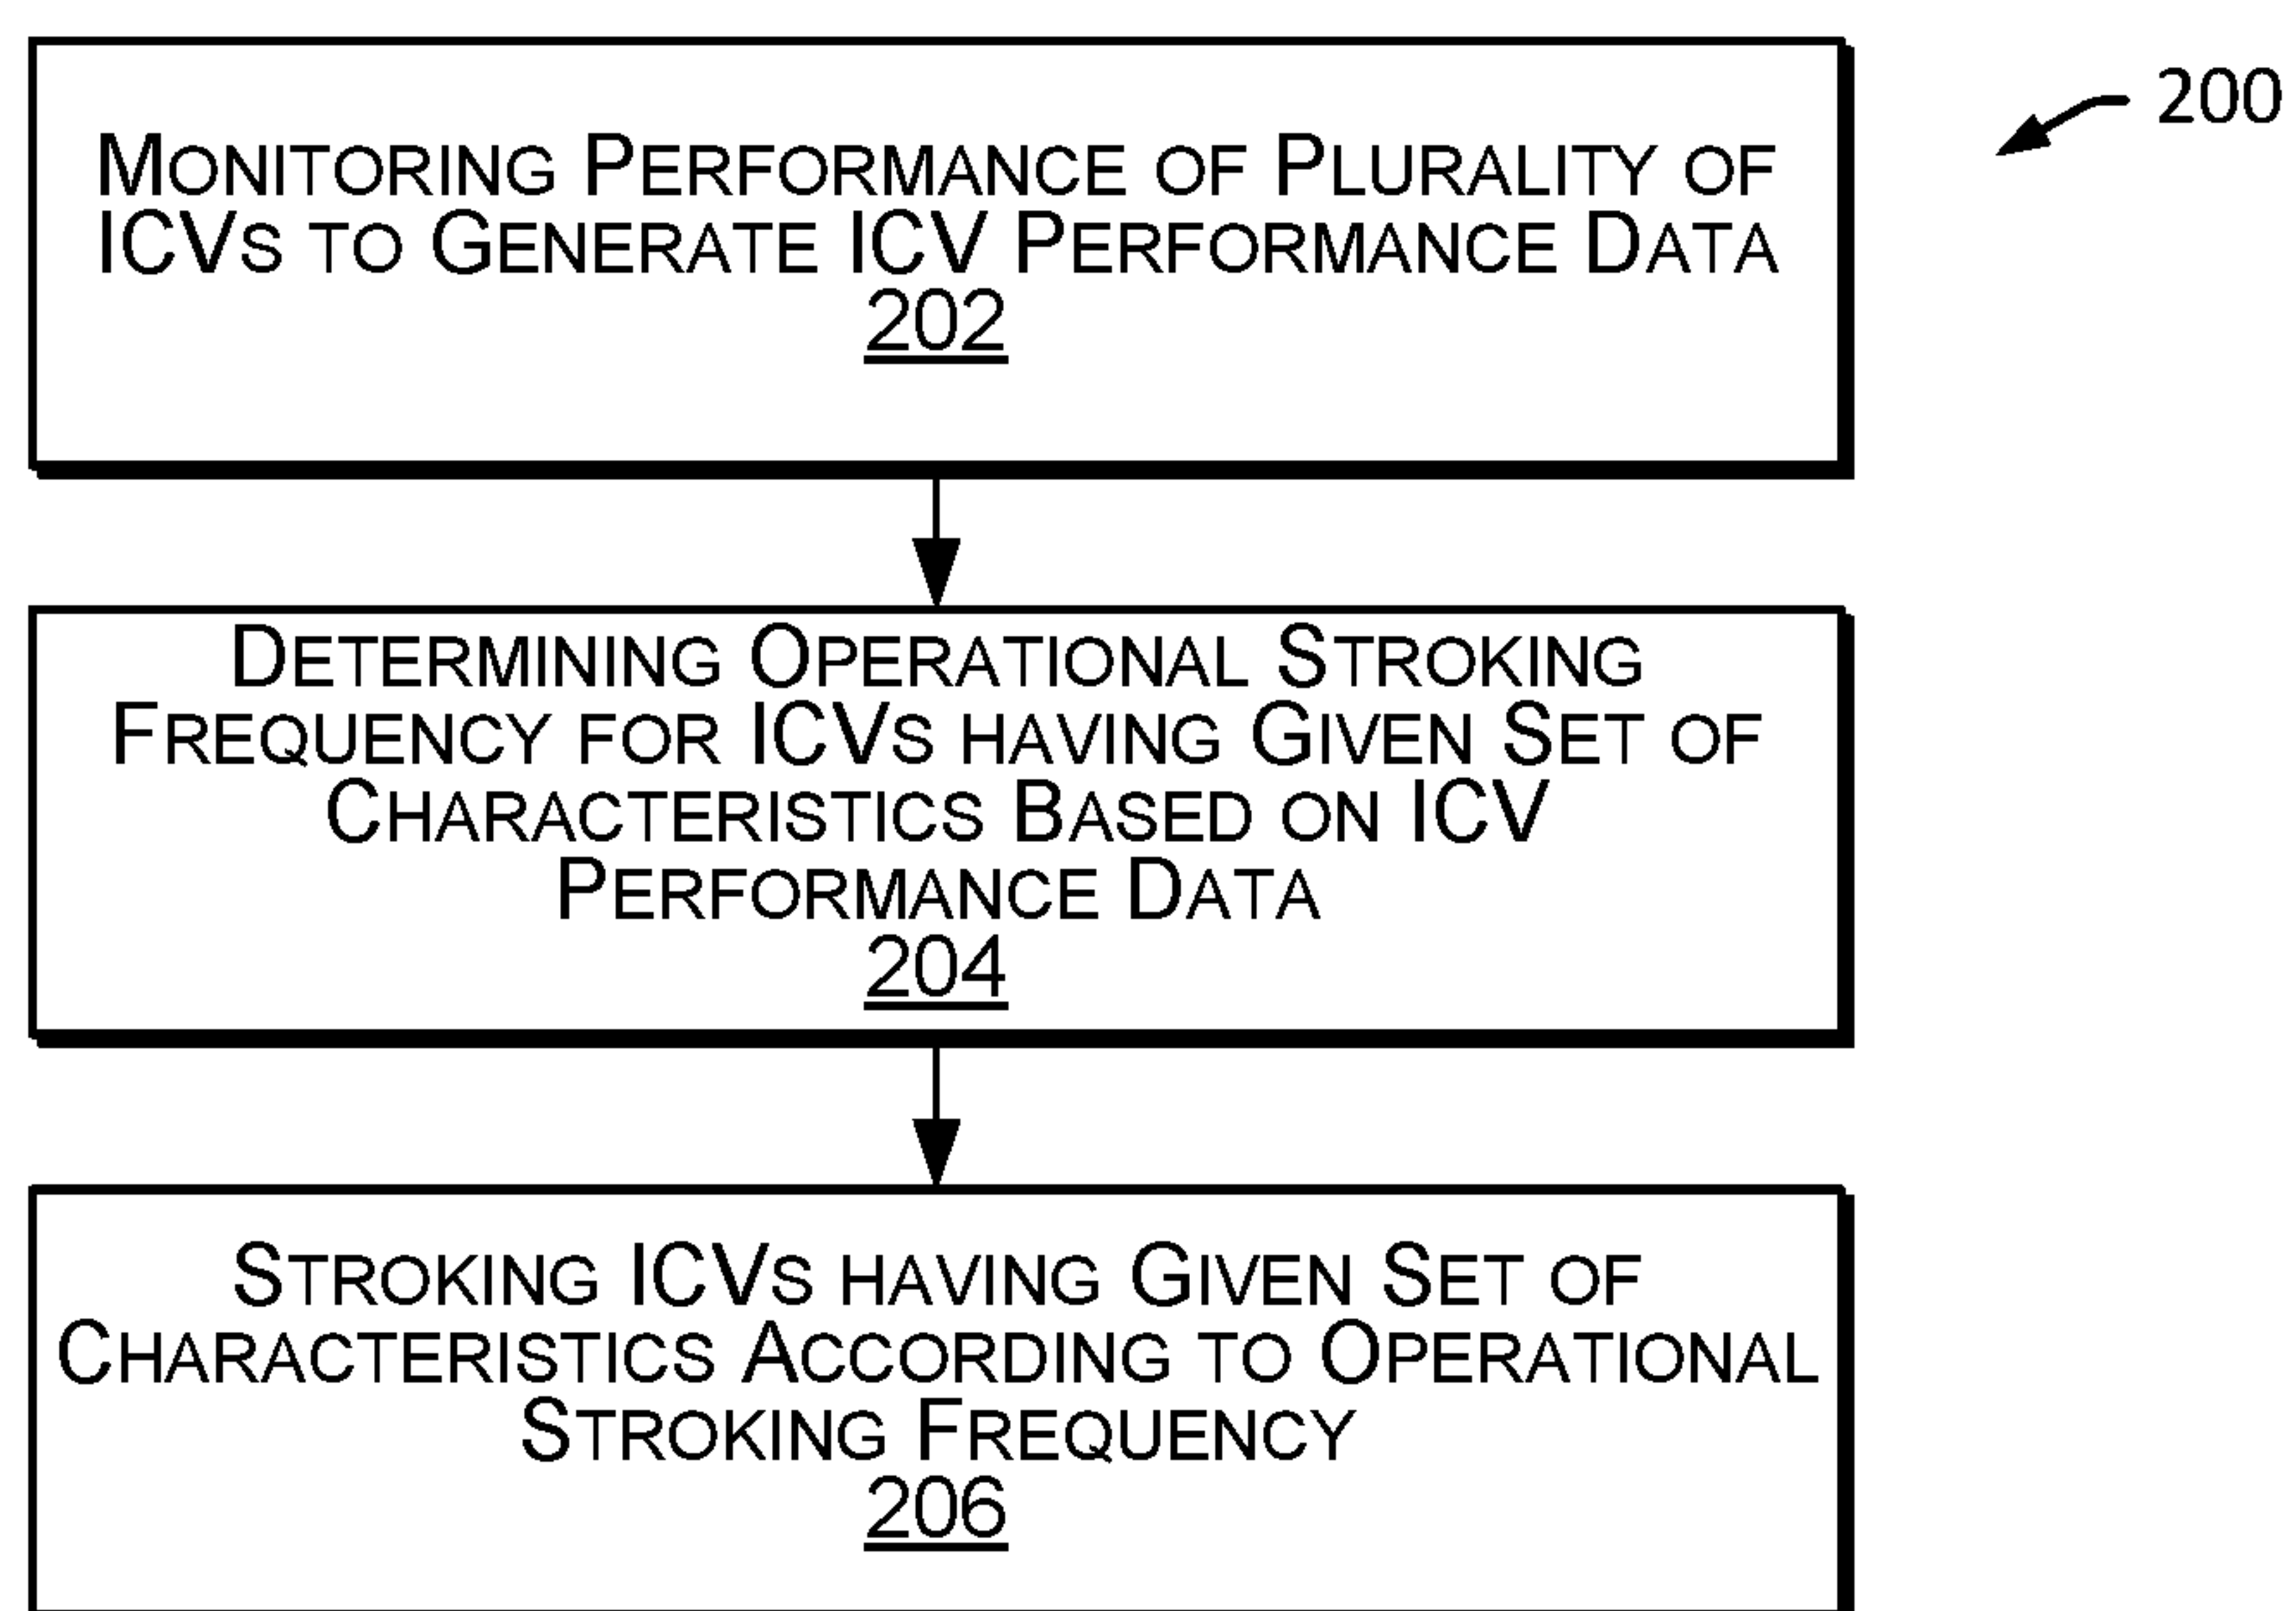 200
Monitoring Performance of Plurality of
ICVs to Generate ICV Performance Data
202
Determining Operational Stroking
Frequency for ICVs having Given Set of
Characteristics Based on ICV
Performance Data
204
Stroking ICVs having Given Set of
Characteristics According to Operational
Stroking Frequency
206